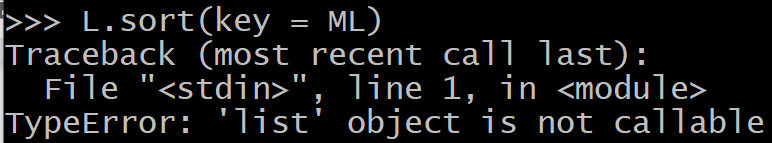 >>> L.sort(key = ML)
Traceback (most recent call last):
  File "<stdin>", line 1, in <module>
TypeError: 'list' object is not callable